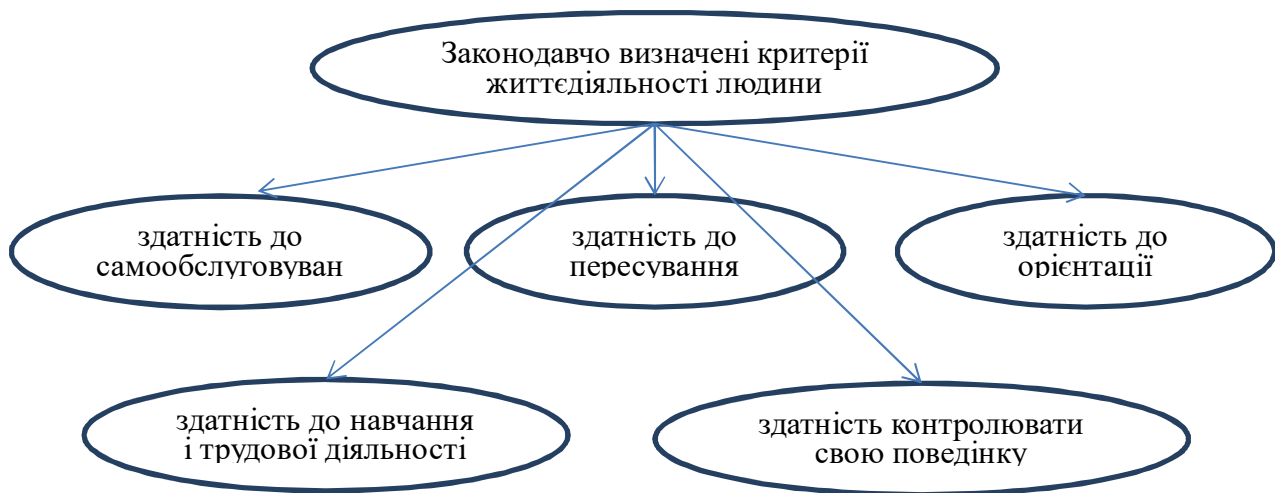 Законодавчо визначені критерії
життєдіяльності людини
здатність до
самообслуговуван
здатність до
пересування
здатність до
орієнтації
здатність до навчання
і трудової діяльності
здатність контролювати
свою поведінку